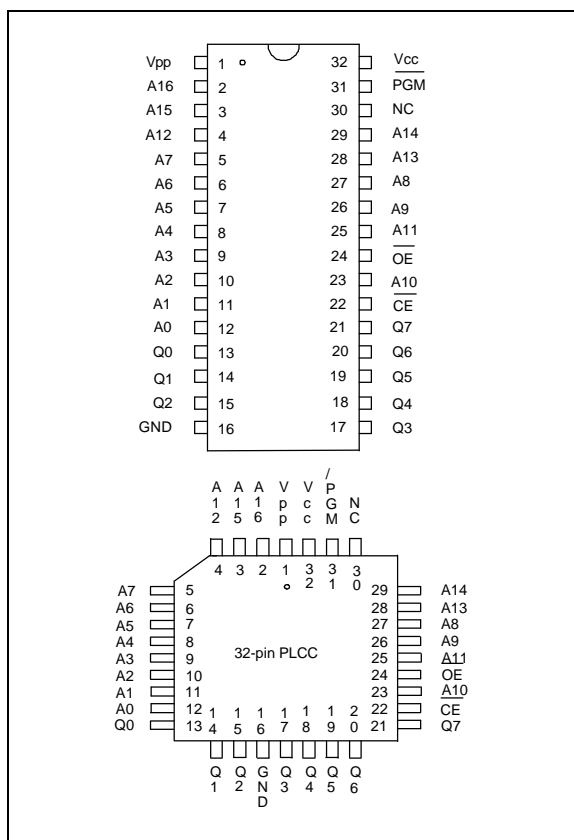 Vpp 1 32 Vcc
A16 2 31 PGM
A15 3 30 NC
A12 4 29 A14
A7 5 28 A13
A6 6 27 A8
A5 7 26 A9
A4 8 25 A11
A3 9 24 OE
A2 10 23 A10
A1 11 22 CE
A0 12 21 Q7
Q0 13 20 Q6
Q1 14 19 Q5
Q2 15 18 Q4
GND 16 17 Q3
A12 A15 A16 Vpp Vcc /PGM NC
4 3 2 1 32 31 30
A7 5 29 A14
A6 6 28 A13
A5 7 27 A8
A4 8 26 A9
A3 9 32-pin PLCC 25 A11
A2 10 24 OE
A1 11 23 A10
A0 12 22 CE
Q0 13 21 Q7
14 15 16 17 18 19 20
Q1 Q2 GND Q3 Q4 Q5 Q6